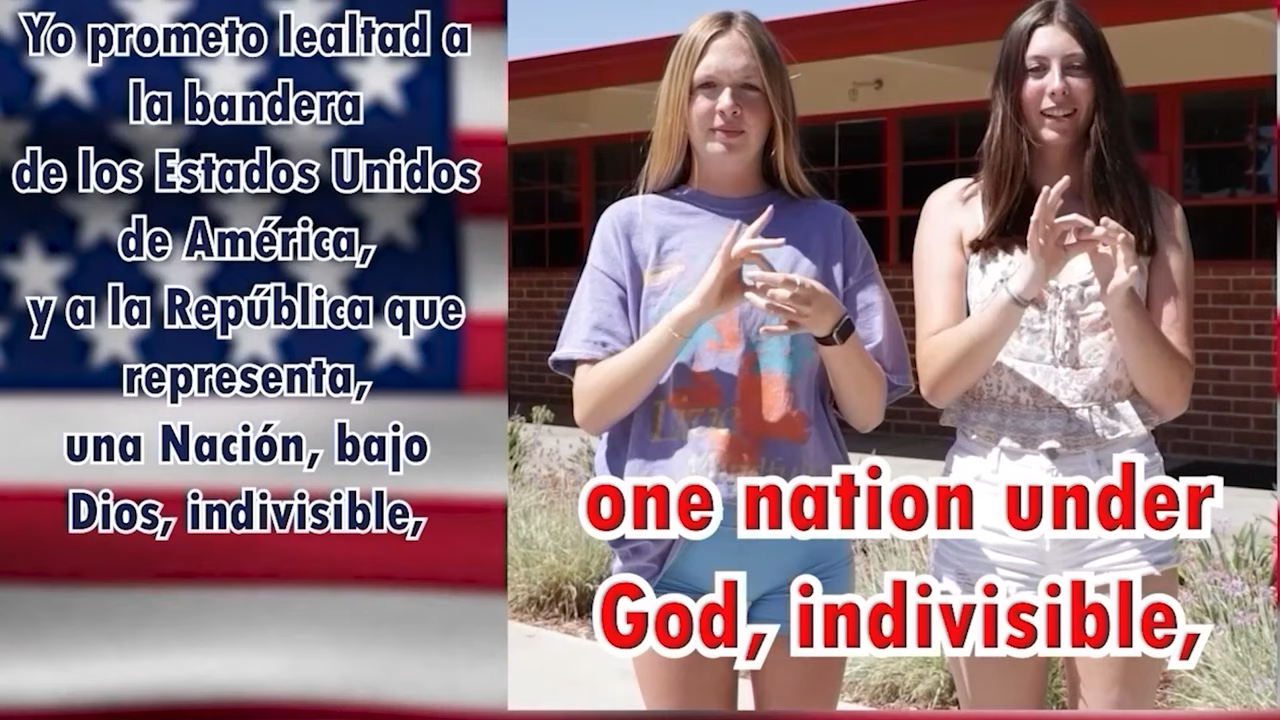 Yo prometo lealtad a
la bandera
de los Estados Unidos
de América,
y a la República que
representa,
una Nación, bajo
Dios, indivisible,
one nation under
God, indivisible,